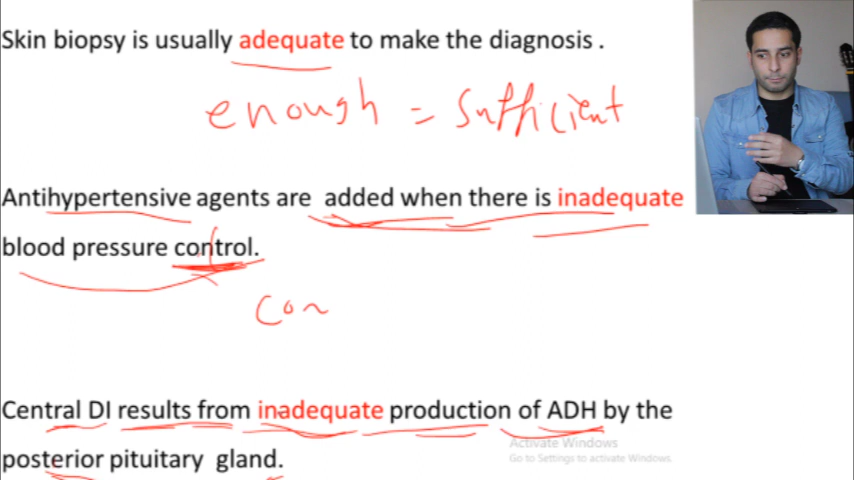 Skin biopsy is usually adequate to make the diagnosis .
enough = sufficient
Antihypertensive agents are added when there is inadequate
blood pressure control.
con
Central DI results from inadequate production of ADH by the
posterior pituitary gland.
Activate Windows
Go to Settings to activate Windows.